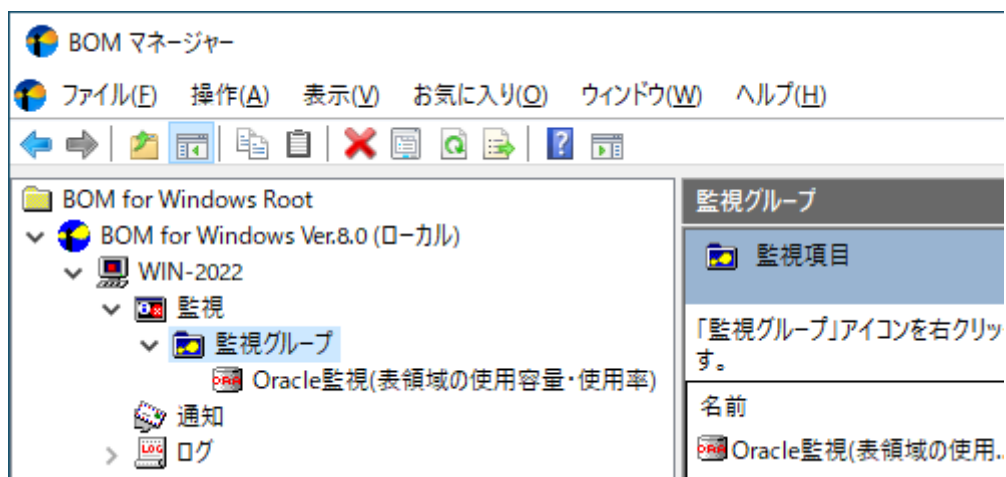 BOM マネージャー
ファイル(F) 操作(A) 表示(V) お気に入り(O) ウィンドウ(W) ヘルプ(H)
BOM for Windows Root
BOM for Windows Ver.8.0 (ローカル)
WIN-2022
監視
監視グループ
Oracle監視(表領域の使用容量・使用率)
通知
ログ
監視グループ
監視項目
「監視グループ」アイコンを右クリッ
す。
名前
Oracle監視(表領域の使用...